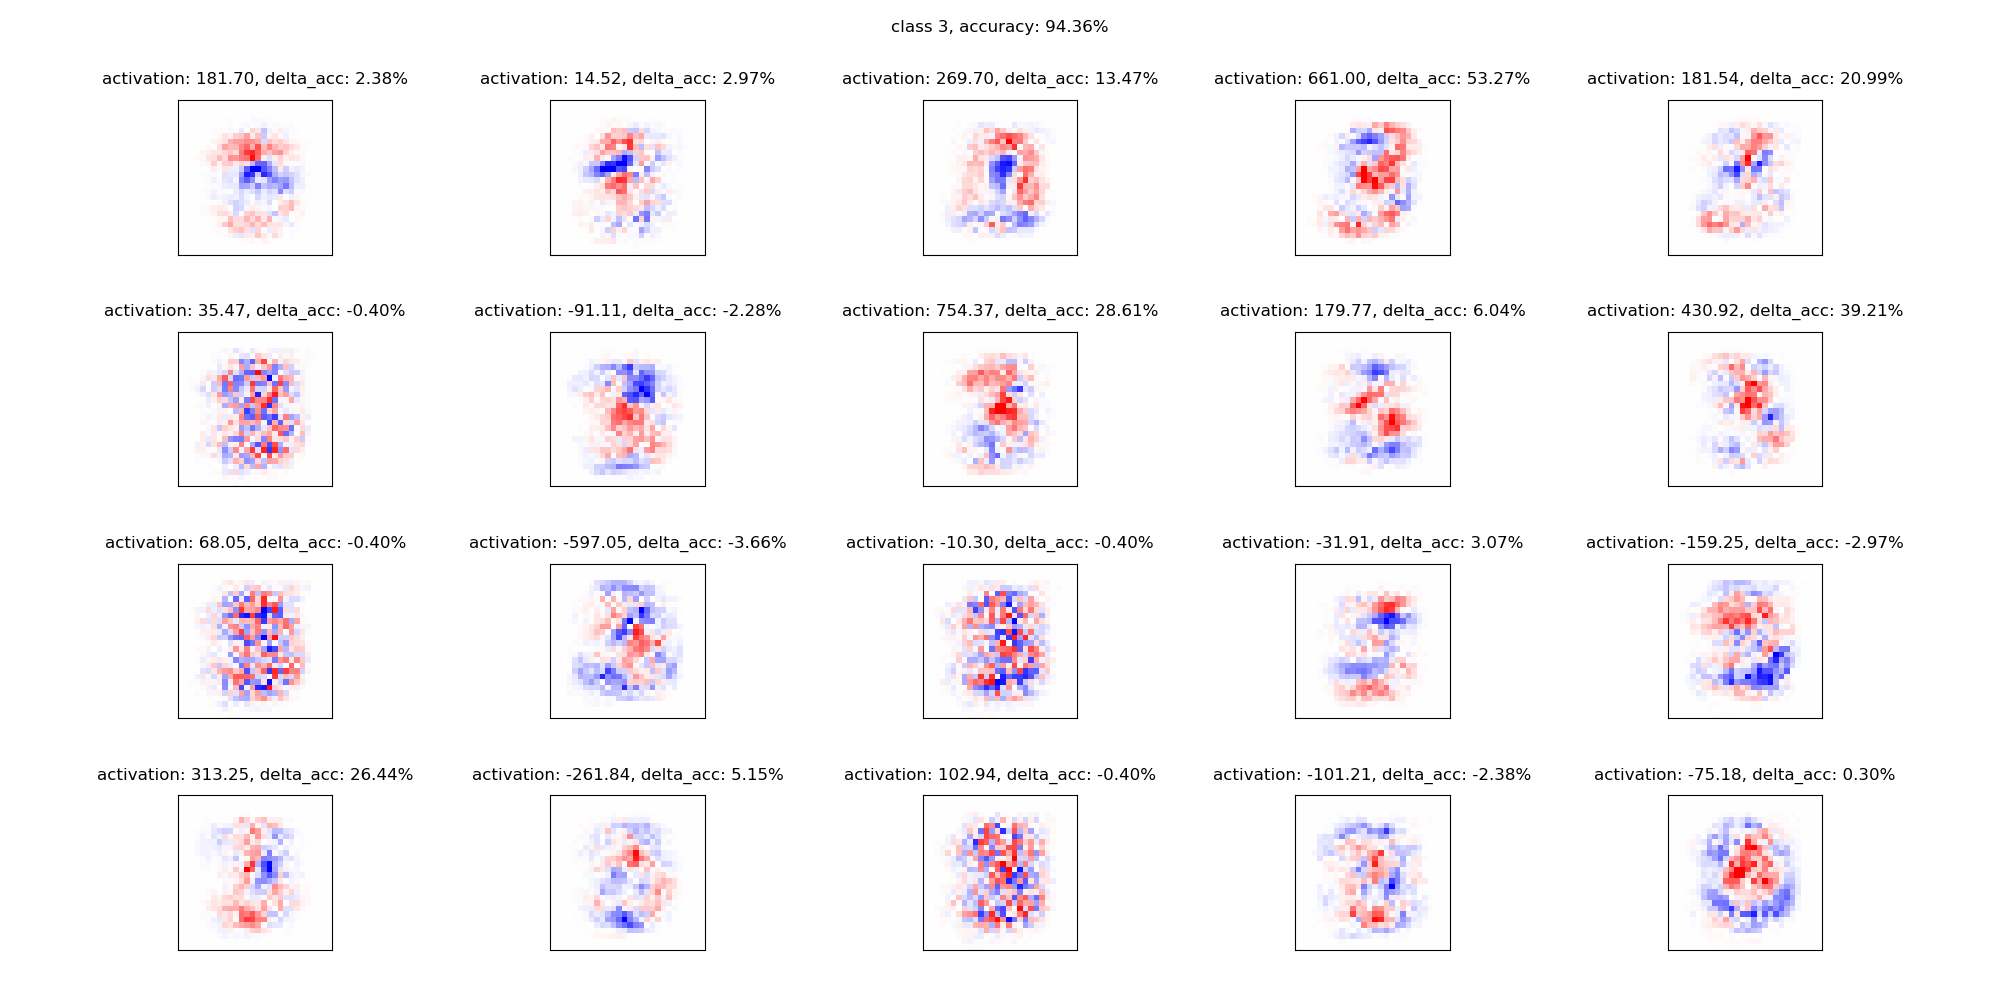 class 3, accuracy: 94.36%
activation: 181.70, delta_acc: 2.38%
activation: 14.52, delta_acc: 2.97%
activation: 269.70, delta_acc: 13.47%
activation: 661.00, delta_acc: 53.27%
activation: 181.54, delta_acc: 20.99%
activation: 35.47, delta_acc: -0.40%
activation: -91.11, delta_acc: -2.28%
activation: 754.37, delta_acc: 28.61%
activation: 179.77, delta_acc: 6.04%
activation: 430.92, delta_acc: 39.21%
activation: 68.05, delta_acc: -0.40%
activation: -597.05, delta_acc: -3.66%
activation: -10.30, delta_acc: -0.40%
activation: -31.91, delta_acc: 3.07%
activation: -159.25, delta_acc: -2.97%
activation: 313.25, delta_acc: 26.44%
activation: -261.84, delta_acc: 5.15%
activation: 102.94, delta_acc: -0.40%
activation: -101.21, delta_acc: -2.38%
activation: -75.18, delta_acc: 0.30%